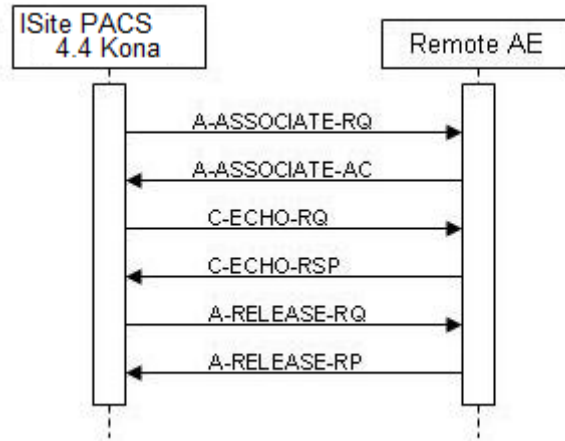 ISite PACS
4.4 Kona
Remote AE
A-ASSOCIATE-RQ
A-ASSOCIATE-AC
C-ECHO-RQ
C-ECHO-RSP
A-RELEASE-RQ
A-RELEASE-RP